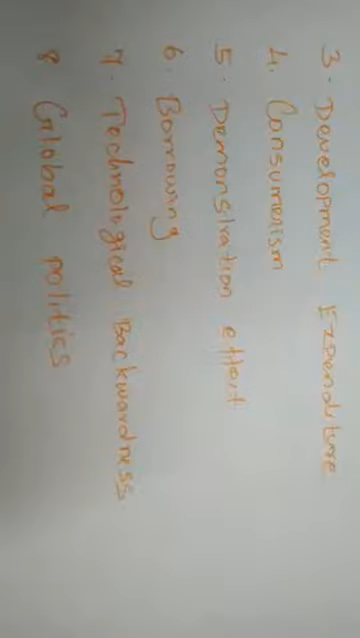 3. Development Expenditure
4. Consumerism
5. Demonstration effect
6. Borrowing
7. Technological Backwardness
8 Global politics